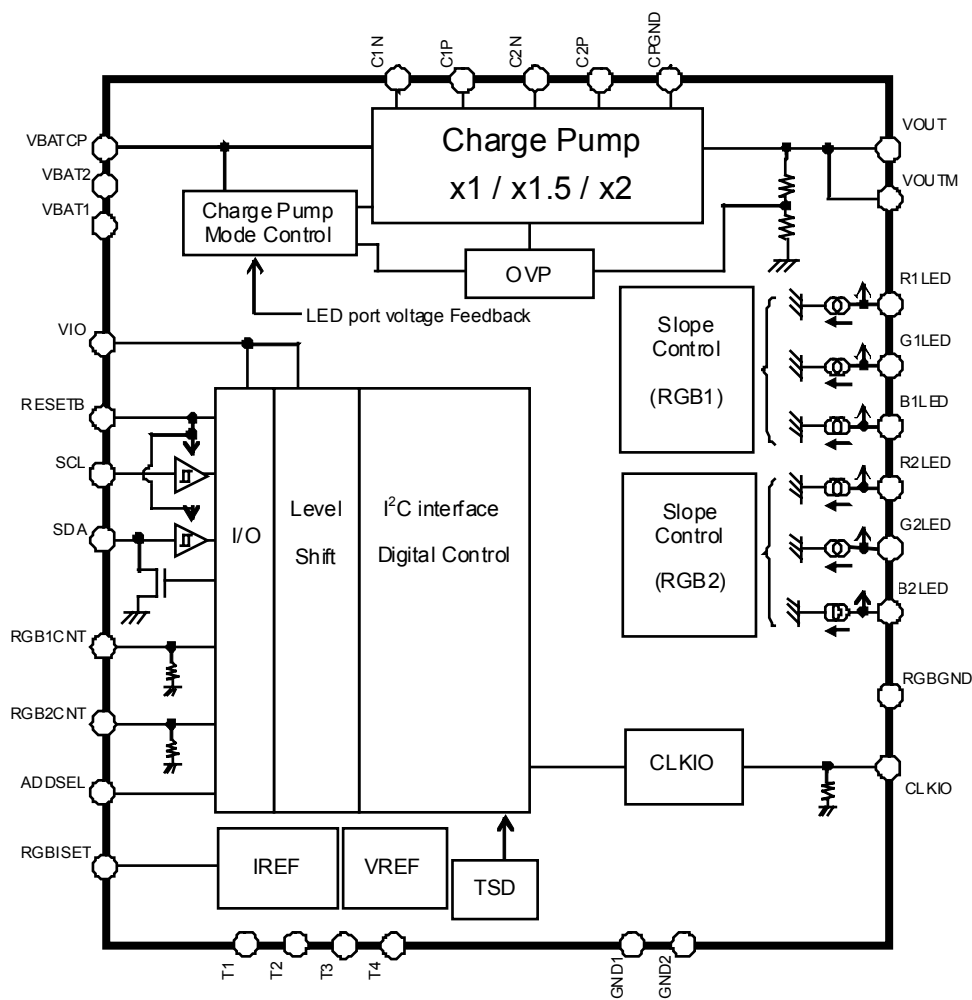 C1N
C1P
C2N
C2P
CPGND
VBATCP
VBAT2
VBAT1
Charge Pump
x1 / x1.5 / x2
VOUT
VOUTM
Charge Pump
Mode Control
OVP
LED port voltage Feedback
VIO
RESETB
SCL
SDA
RGB1CNT
RGB2CNT
ADDSEL
RGBISET
I/O
Level
Shift
I²C interface
Digital Control
Slope
Control
(RGB1)
Slope
Control
(RGB2)
R1LED
G1LED
B1LED
R2LED
G2LED
B2LED
RGBGND
CLKIO
CLKIO
IREF
VREF
TSD
T1
T2
T3
T4
GND1
GND2